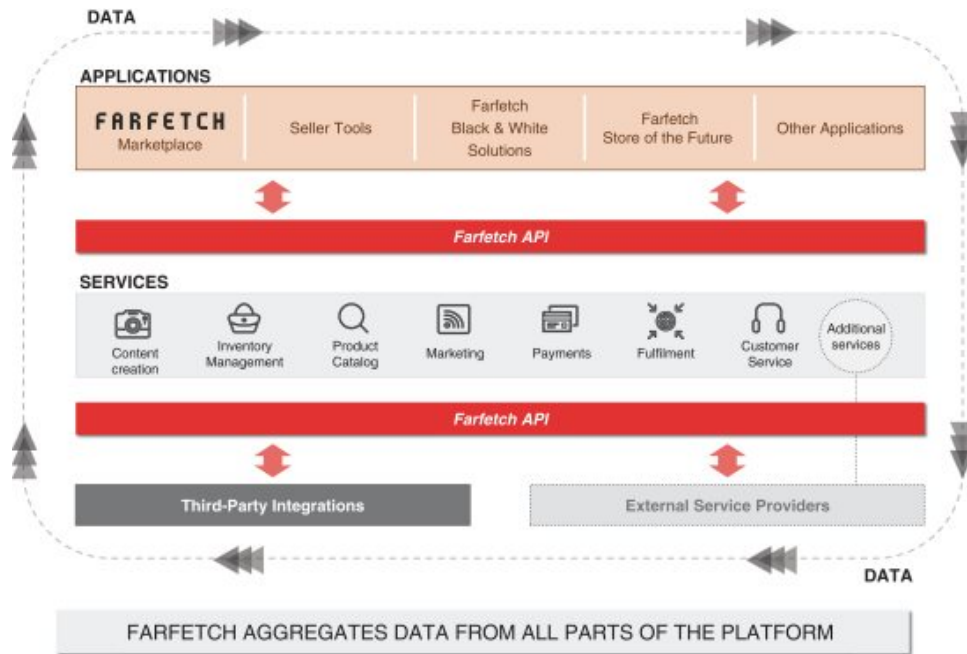 DATA
APPLICATIONS
FARFETCH
Marketplace
Seller Tools
Farfetch
Black & White
Solutions
Farfetch
Store of the Future
Other Applications
Farfetch API
SERVICES
Content
creation
Inventory
Management
Product
Catalog
Marketing
Payments
Fulfilment
Customer
Service
Additional
services
Farfetch API
Third-Party Integrations
External Service Providers
DATA
FARFETCH AGGREGATES DATA FROM ALL PARTS OF THE PLATFORM